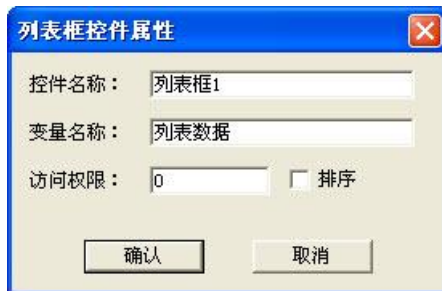 列表框控件属性
控件名称： 列表框1
变量名称： 列表数据
访问权限： 0 排序
确认 取消